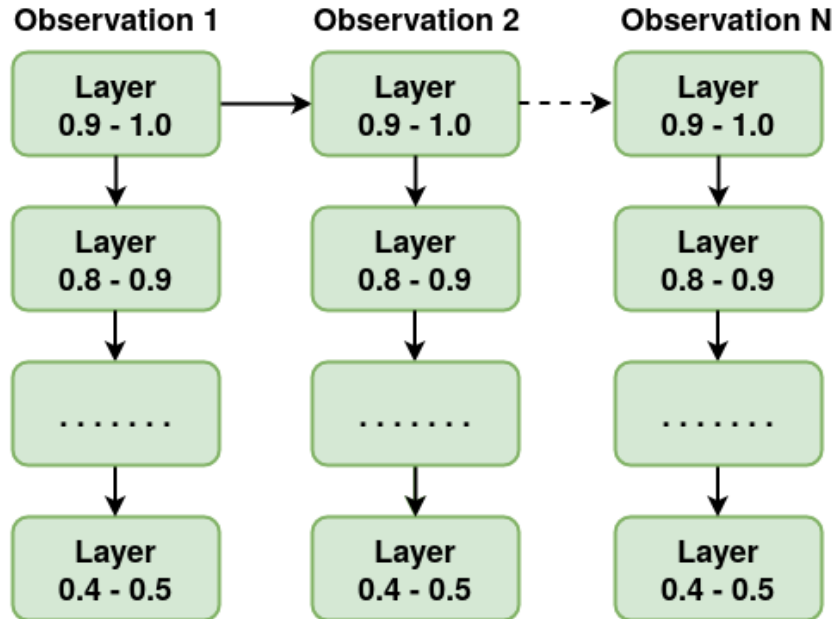 Observation 1
Observation 2
Observation N
Layer
0.9 - 1.0
Layer
0.9 - 1.0
Layer
0.9 - 1.0
Layer
0.8 - 0.9
Layer
0.8 - 0.9
Layer
0.8 - 0.9
.......
.......
.......
Layer
0.4 - 0.5
Layer
0.4 - 0.5
Layer
0.4 - 0.5